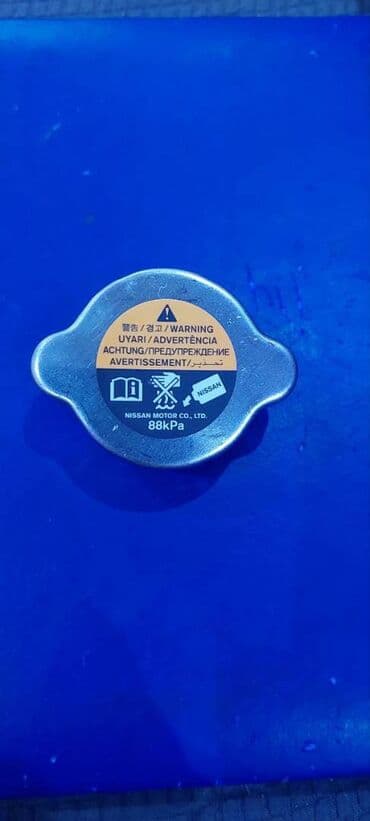 警告/경고/WARNING
UYARI/ADVERTÊNCIA
ACHTUNG/ПРЕДУПРЕЖДЕНИЕ
AVERTISSEMENT/تحذير
NISSAN
NISSAN MOTOR CO., LTD.
88kPa